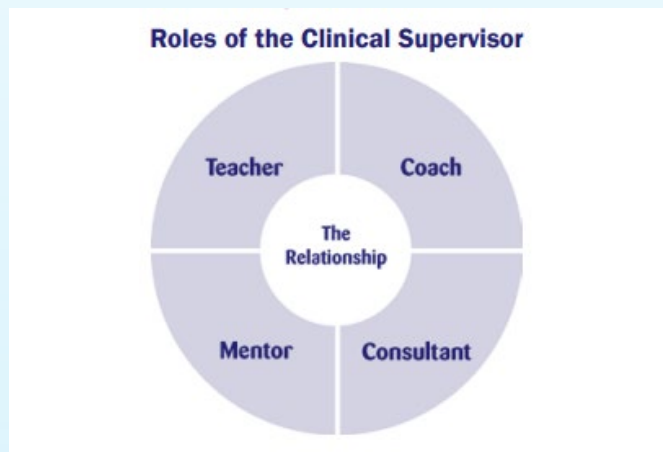 Roles of the Clinical Supervisor
Teacher
Coach
The
Relationship
Mentor
Consultant